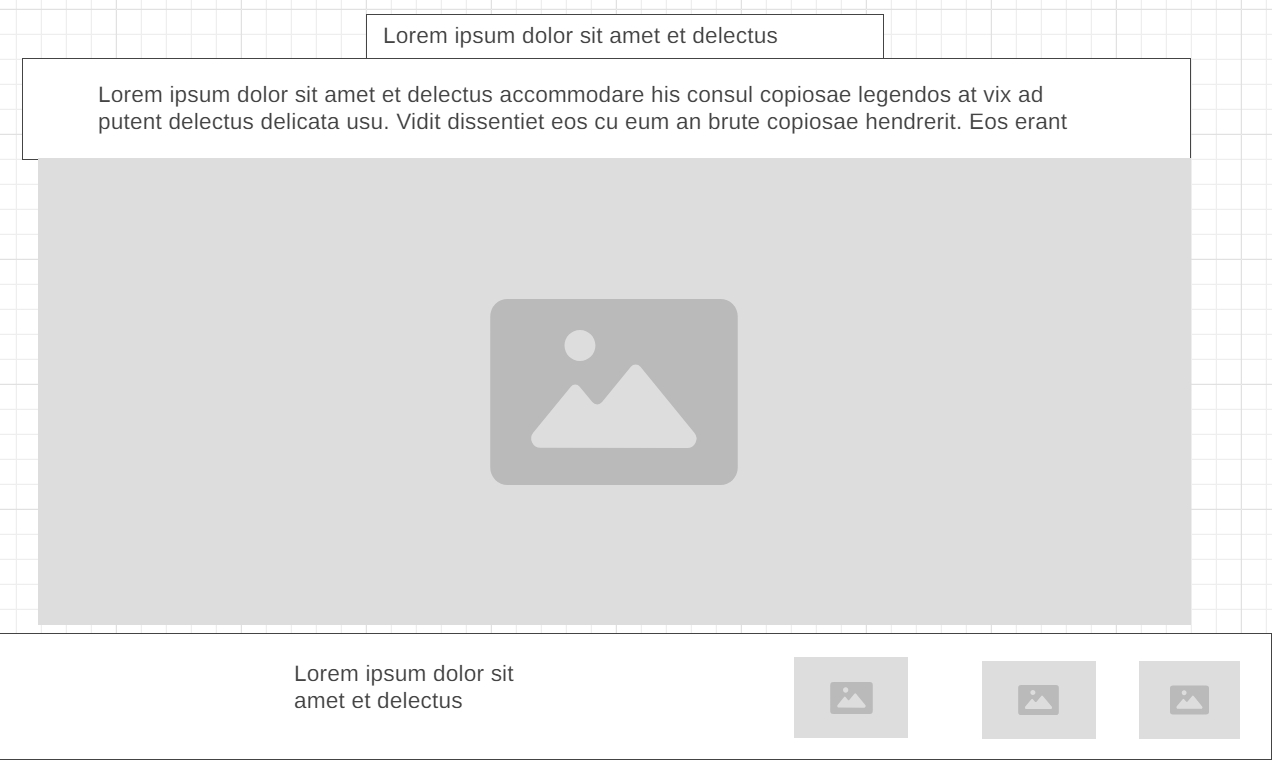 Lorem ipsum dolor sit amet et delectus
Lorem ipsum dolor sit amet et delectus accommodare his consul copiosae legendos at vix ad
putent delectus delicata usu. Vidit dissentiet eos cu eum an brute copiosae hendrerit. Eos erant
Lorem ipsum dolor sit
amet et delectus